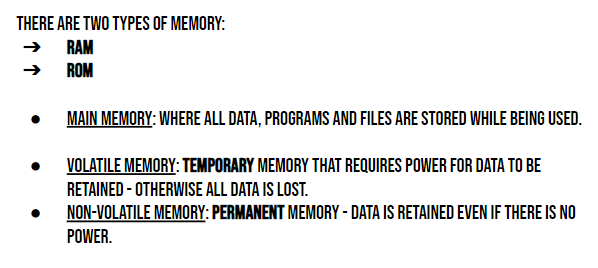 THERE ARE TWO TYPES OF MEMORY:
➔ RAM
➔ ROM
● MAIN MEMORY: WHERE ALL DATA, PROGRAMS AND FILES ARE STORED WHILE BEING USED.
● VOLATILE MEMORY: TEMPORARY MEMORY THAT REQUIRES POWER FOR DATA TO BE
RETAINED - OTHERWISE ALL DATA IS LOST.
● NON-VOLATILE MEMORY: PERMANENT MEMORY - DATA IS RETAINED EVEN IF THERE IS NO
POWER.